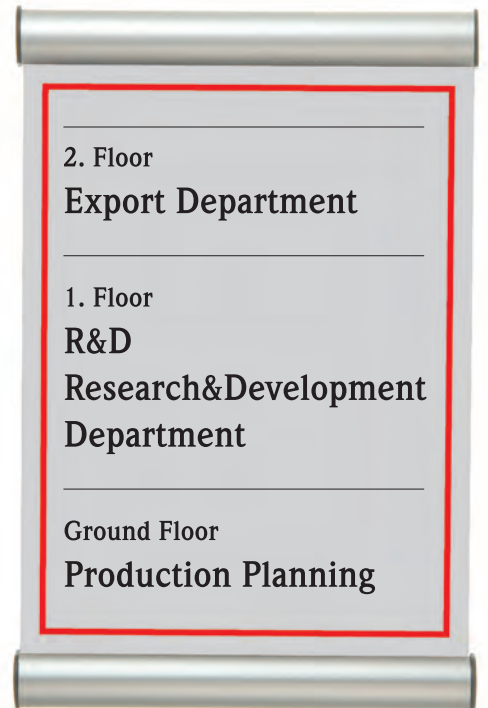 2. Floor
Export Department
1. Floor
R&D
Research&Development
Department
Ground Floor
Production Planning